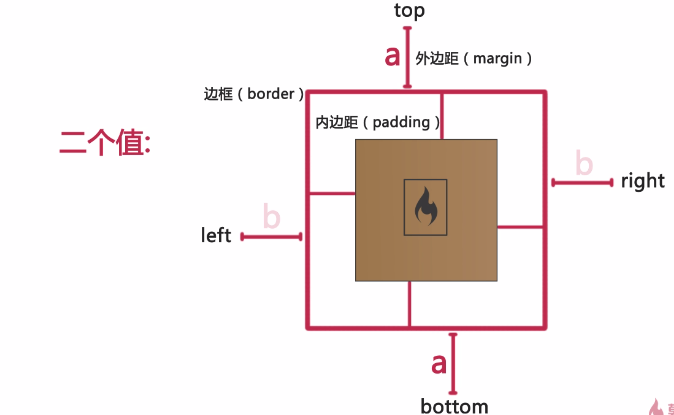 top
a
外边距（margin）
边框（border）
内边距（padding）
二个值:
b
right
b
left
a
bottom